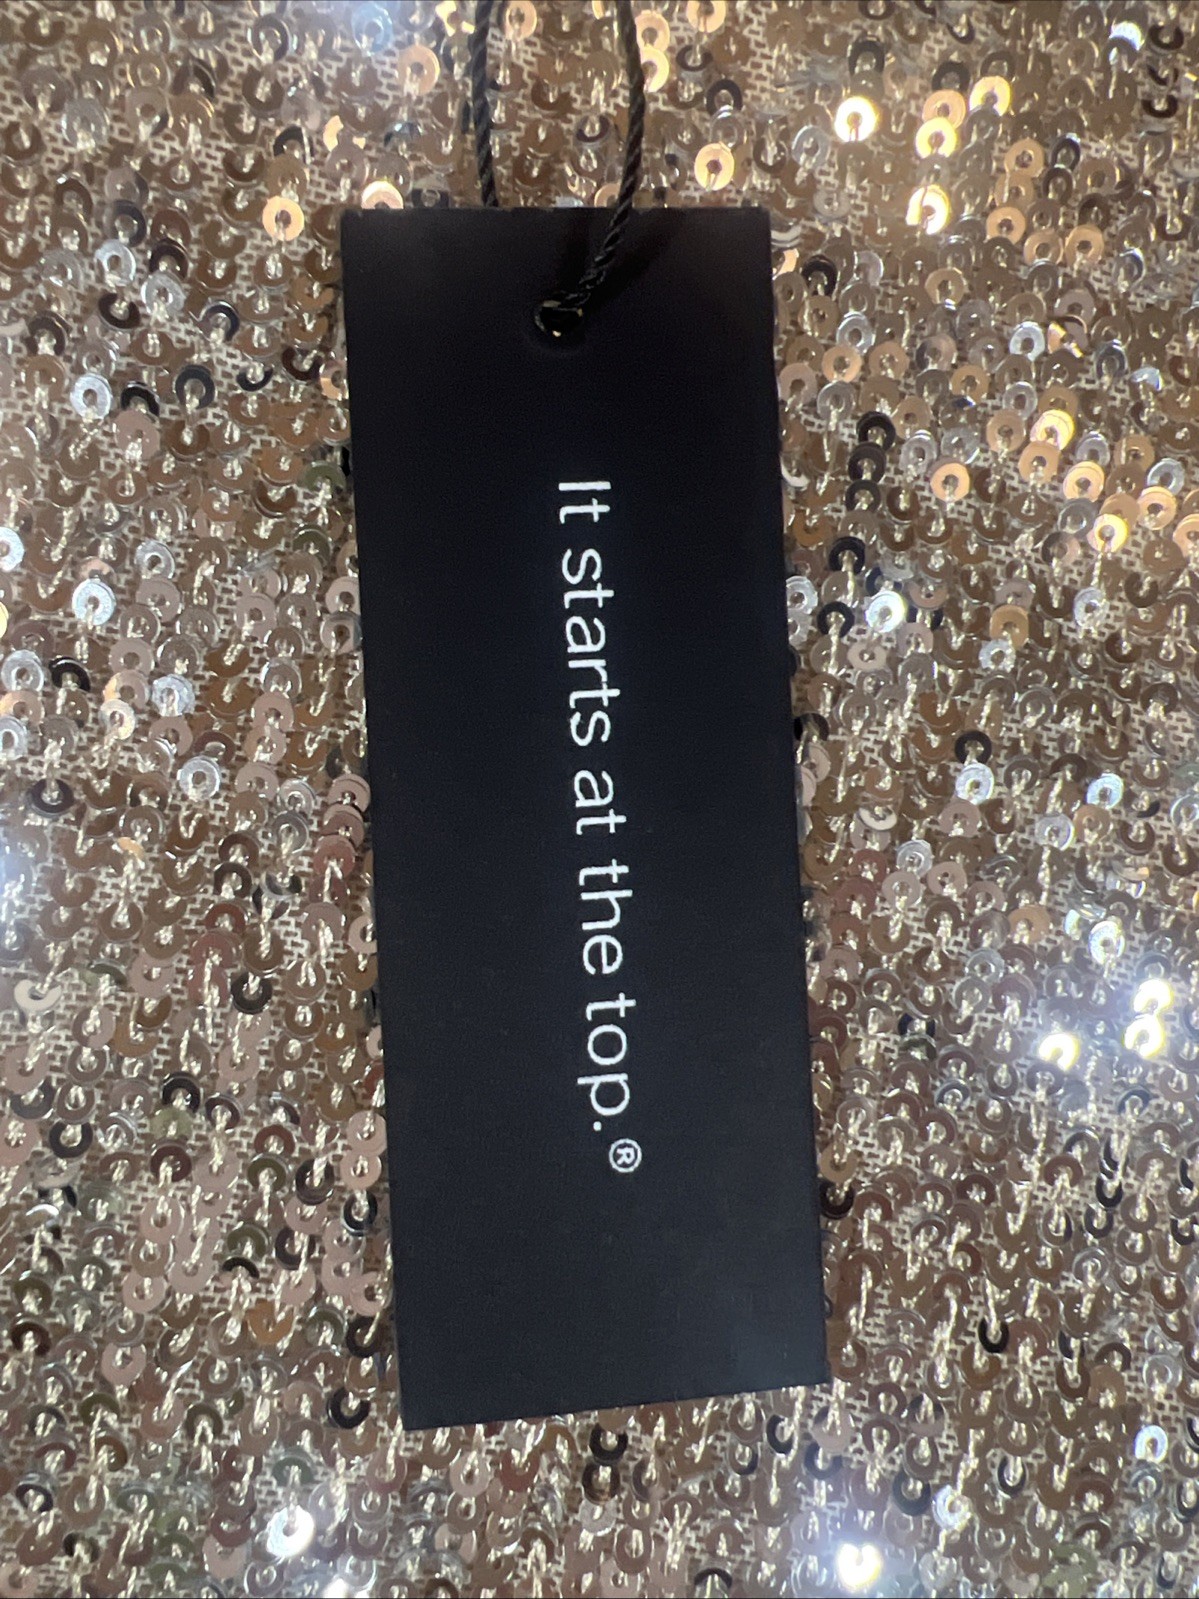 It starts at the top.®